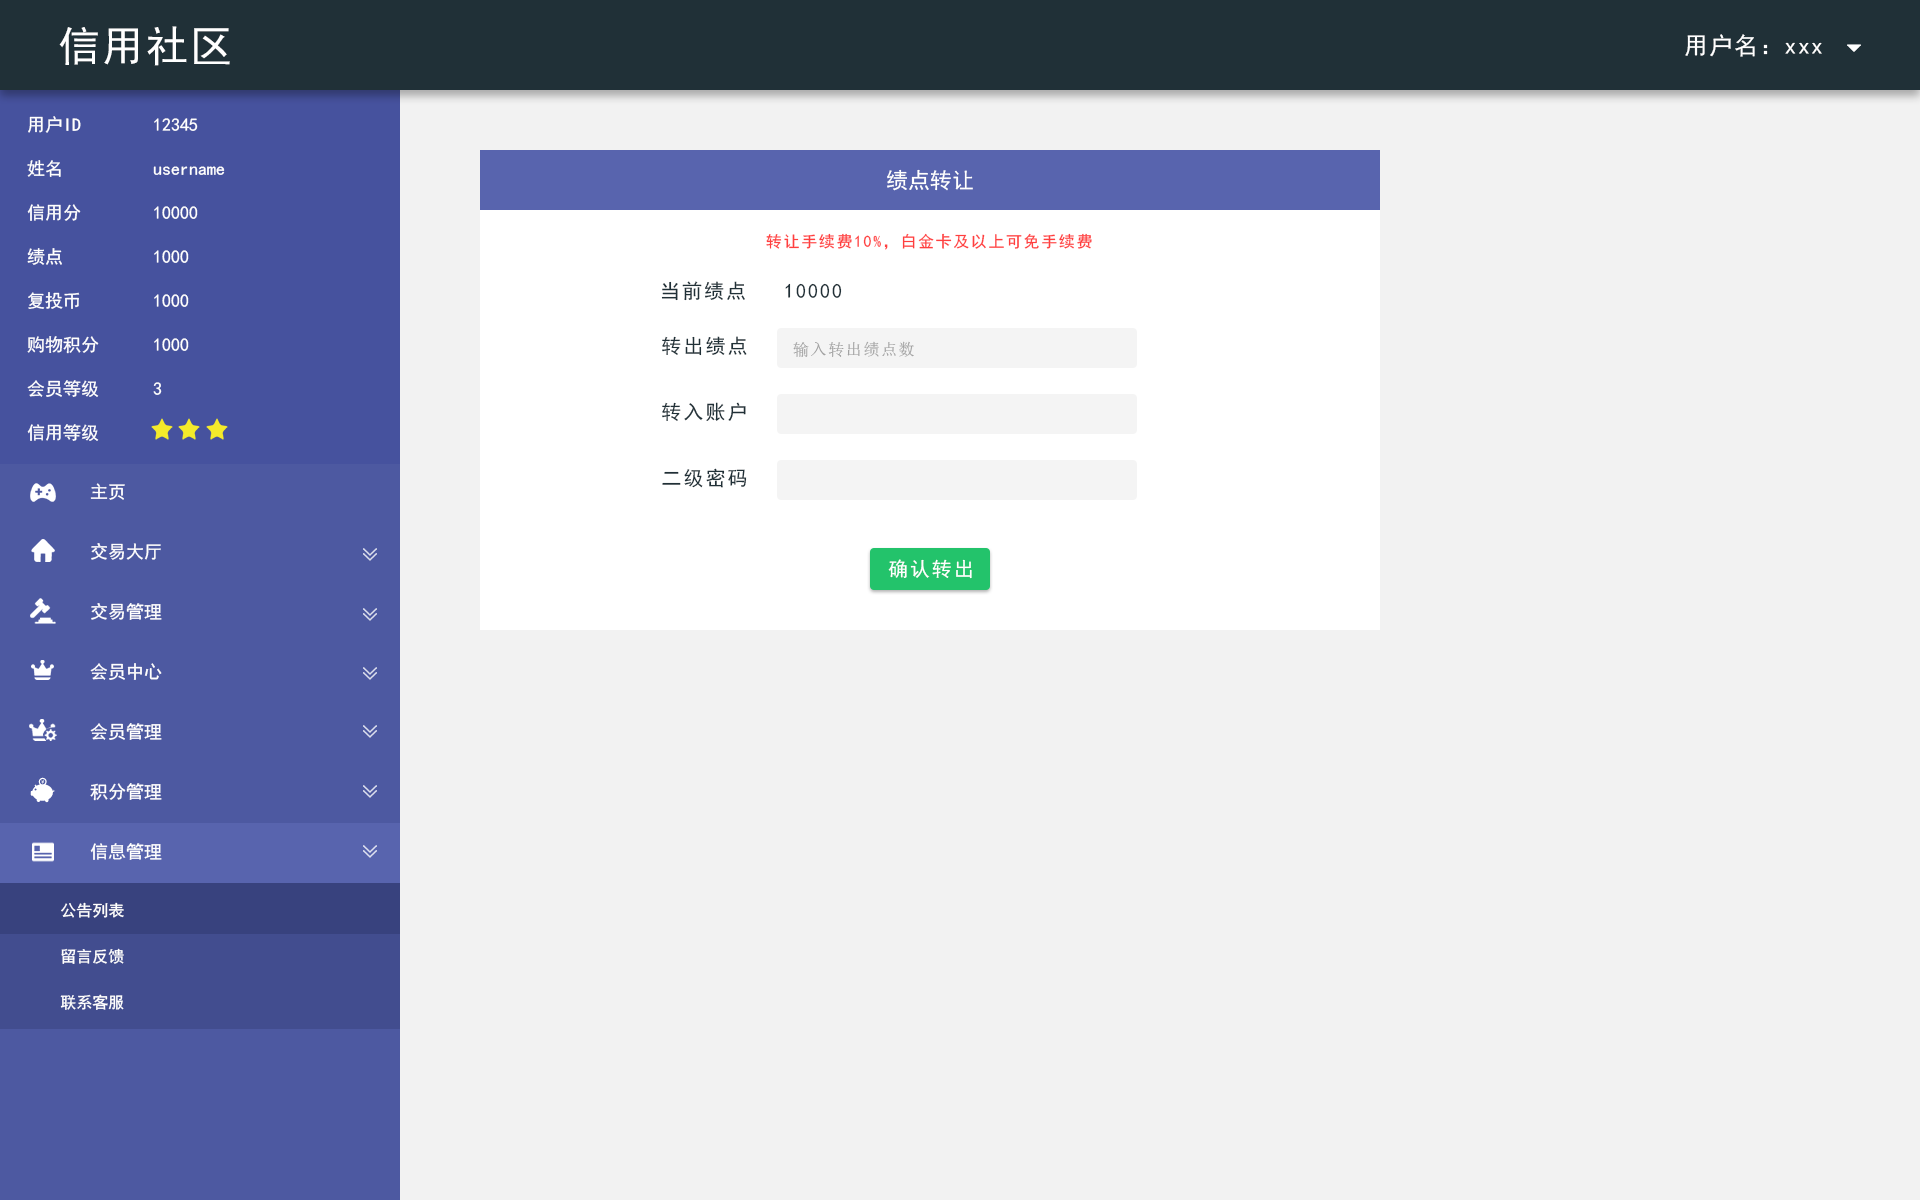 信用社区
用户名：xxx
用户ID 12345
姓名 username
信用分 10000
绩点 1000
复投币 1000
购物积分 1000
会员等级 3
信用等级
主页
交易大厅
交易管理
会员中心
会员管理
积分管理
信息管理
公告列表
留言反馈
联系客服
绩点转让
转让手续费10%，白金卡及以上可免手续费
当前绩点 10000
转出绩点 输入转出绩点数
转入账户
二级密码
确认转出